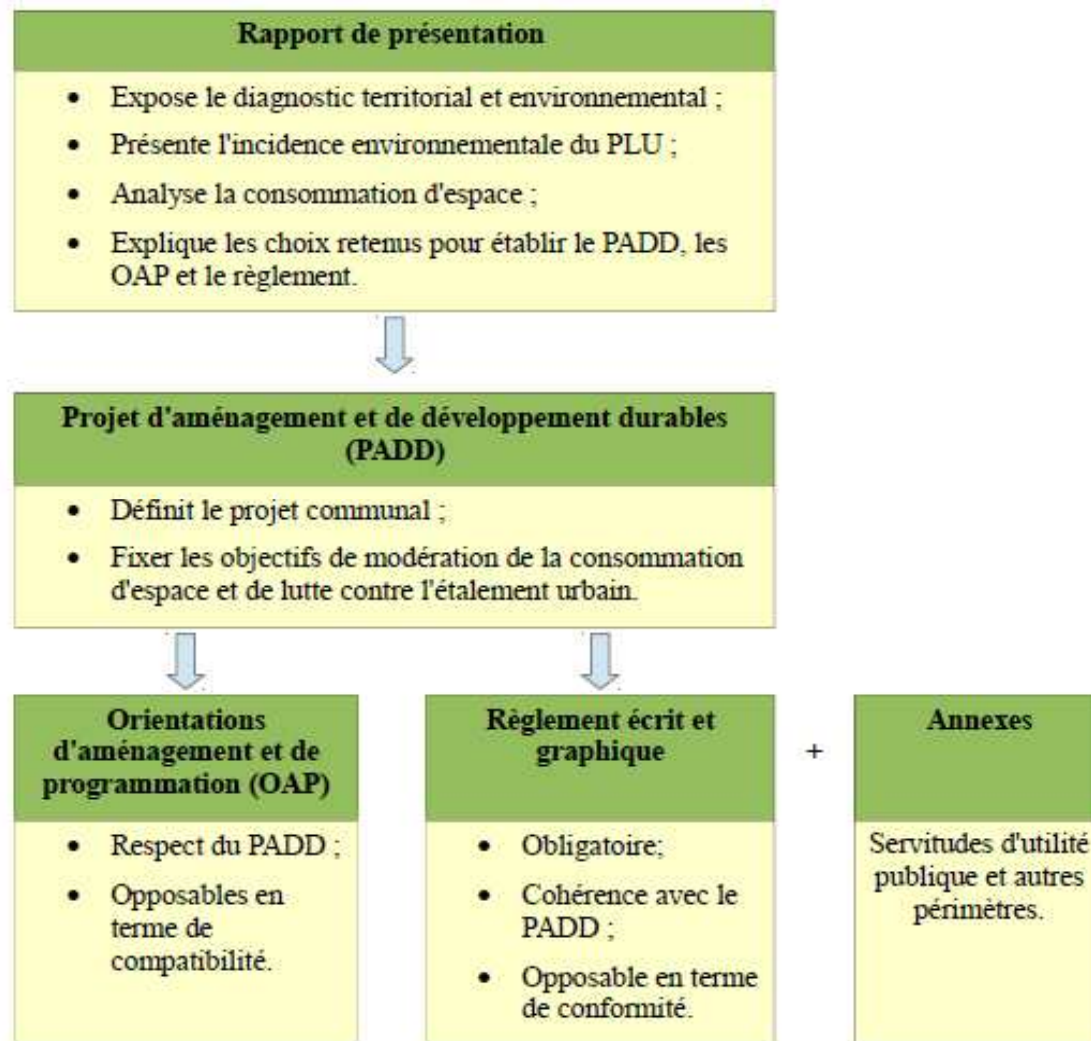 Rapport de présentation
• Expose le diagnostic territorial et environnemental ;
• Présente l'incidence environnementale du PLU ;
• Analyse la consommation d'espace ;
• Explique les choix retenus pour établir le PADD, les
OAP et le règlement.
Projet d'aménagement et de développement durables
(PADD)
• Définit le projet communal ;
• Fixer les objectifs de modération de la consommation
d'espace et de lutte contre l'étalement urbain.
Orientations
d'aménagement et de
programmation (OAP)
• Respect du PADD ;
• Opposables en
terme de
compatibilité.
Règlement écrit et
graphique
• Obligatoire;
• Cohérence avec le
PADD ;
• Opposable en terme
de conformité.
+
Annexes
Servitudes d'utilité
publique et autres
périmètres.